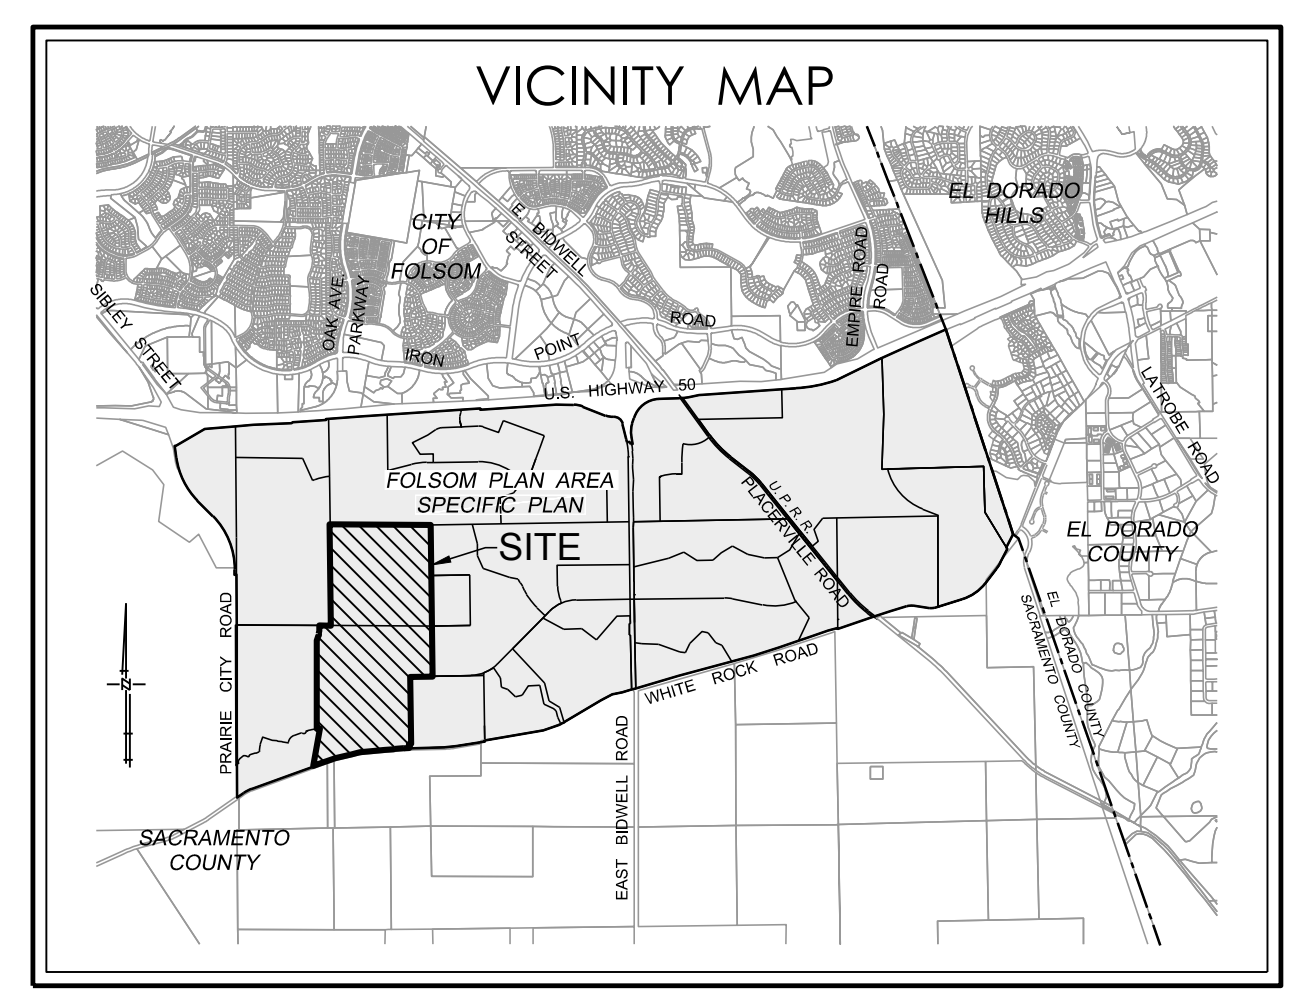 VICINITY MAP
EL DORADO
HILLS
CITY
OF
FOLSOM
E. BIDWELL
STREET
EMPIRE ROAD
ROAD
SIBLEY
STREET
OAK AVE.
PARKWAY
IRON
POINT
ROAD
U.S. HIGHWAY 50
LATROBE ROAD
FOLSOM PLAN AREA
SPECIFIC PLAN
U.P.R.R.
PLACERVILLE ROAD
SITE
EL DORADO
COUNTY
PRAIRIE CITY ROAD
EL DORADO COUNTY
SACRAMENTO COUNTY
N
WHITE ROCK ROAD
EAST BIDWELL ROAD
SACRAMENTO
COUNTY